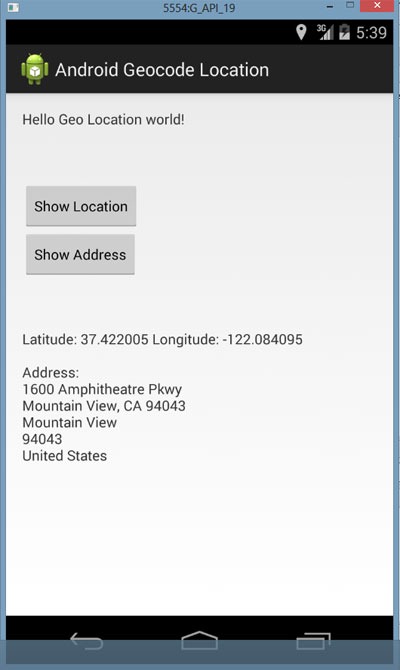 5554:G_API_19
3G 5:39
Android Geocode Location
Hello Geo Location world!
Show Location
Show Address
Latitude: 37.422005 Longitude: -122.084095
Address:
1600 Amphitheatre Pkwy
Mountain View, CA 94043
Mountain View
94043
United States